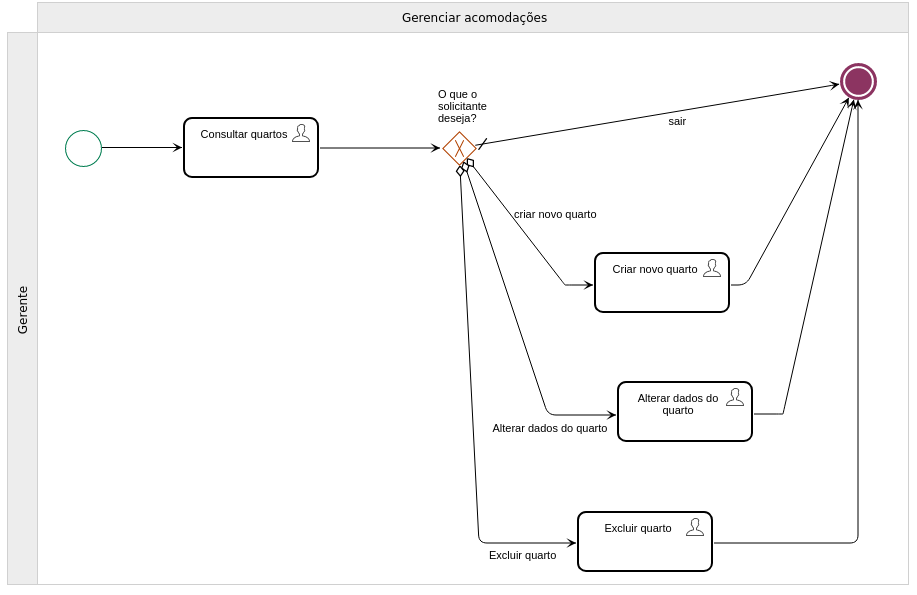 Gerenciar acomodações
Gerente
Consultar quartos
O que o
solicitante
deseja?
sair
criar novo quarto
Criar novo quarto
Alterar dados do quarto
Alterar dados do
quarto
Excluir quarto
Excluir quarto